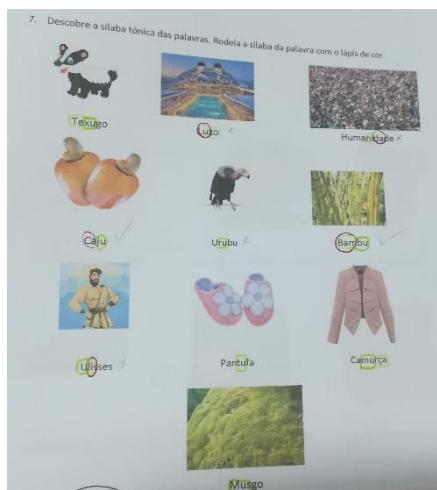 7. Descobre a sílaba tónica das palavras. Rodeia a sílaba da palavra com o lápis de cor.
Texugo
Luxo
Humanidade
Caju
Urubu
Bambu
Ulisses
Pantufa
Camurça
Musgo